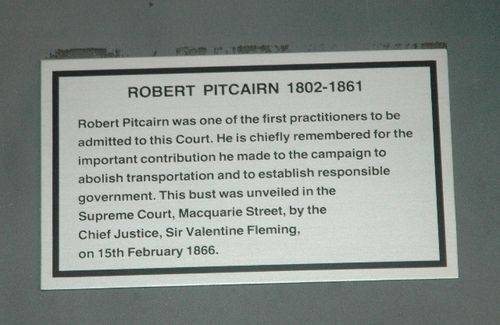 ROBERT PITCAIRN 1802-1861
Robert Pitcairn was one of the first practitioners to be
admitted to this Court. He is chiefly remembered for the
important contribution he made to the campaign to
abolish transportation and to establish responsible
government. This bust was unveiled in the
Supreme Court, Macquarie Street, by the
Chief Justice, Sir Valentine Fleming,
on 15th February 1866.